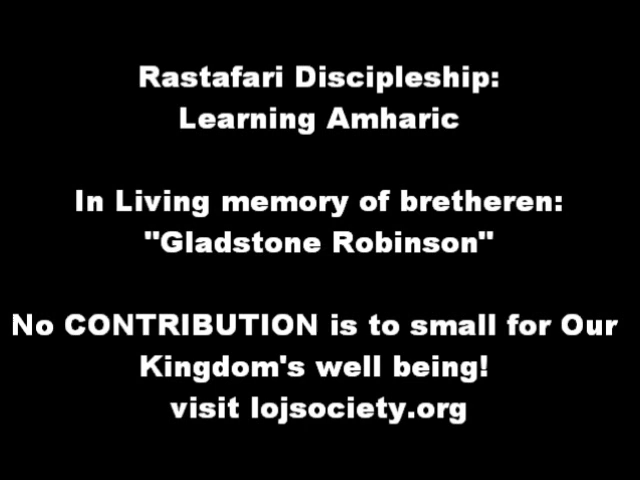 Rastafari Discipleship:
Learning Amharic
In Living memory of bretheren:
"Gladstone Robinson"
No CONTRIBUTION is to small for Our
Kingdom's well being!
visit lojsociety.org